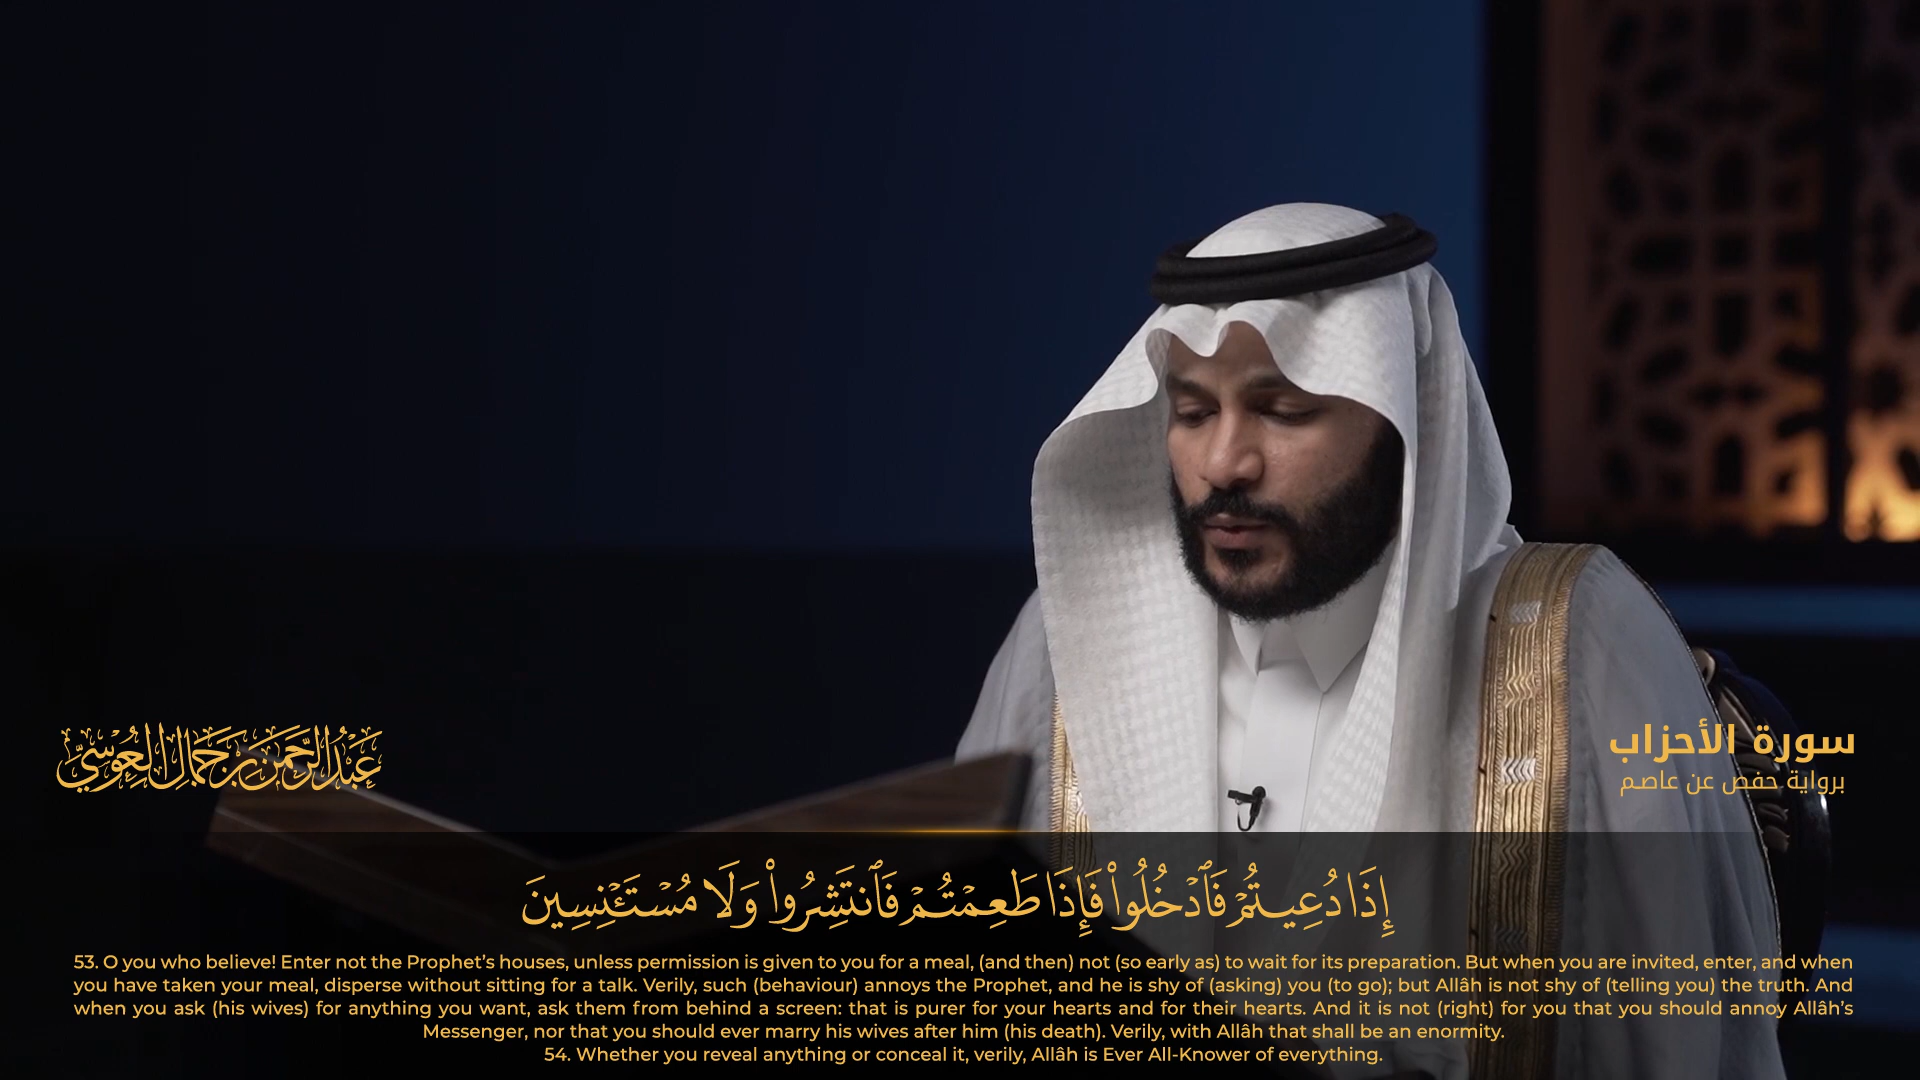 عَبْدُ الرَّحْمَن بْن جَمَال العُوسِيّ
سورة الأحزاب
برواية حفص عن عاصم
إِذَا دُعِيتُمْ فَٱدْخُلُوا۟ فَإِذَا طَعِمْتُمْ فَٱنتَشِرُوا۟ وَلَا مُسْتَـْٔنِسِينَ
53. O you who believe! Enter not the Prophet’s houses, unless permission is given to you for a meal, (and then) not (so early as) to wait for its preparation. But when you are invited, enter, and when
you have taken your meal, disperse without sitting for a talk. Verily, such (behaviour) annoys the Prophet, and he is shy of (asking) you (to go); but Allâh is not shy of (telling you) the truth. And
when you ask (his wives) for anything you want, ask them from behind a screen: that is purer for your hearts and for their hearts. And it is not (right) for you that you should annoy Allâh’s
Messenger, nor that you should ever marry his wives after him (his death). Verily, with Allâh that shall be an enormity.
54. Whether you reveal anything or conceal it, verily, Allâh is Ever All-Knower of everything.